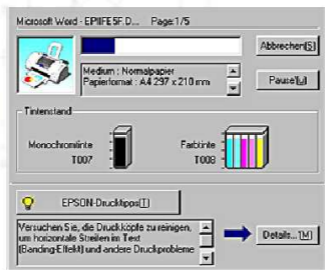 Microsoft Word - EPIIFESF.D... Page:1/5
Abbrechen[S]
Medium : Normalpapier
Papierformat : A4 297 x 210 mm
Pause[U]
Tintenstand
Monochromtinte
T007
Farbtinte
T008
EPSON-Drucktipps[T]
Versuchen Sie, die Druckköpfe zu reinigen,
um horizontale Streifen im Text
(Banding-Effekt) und andere Druckprobleme
Details...[M]